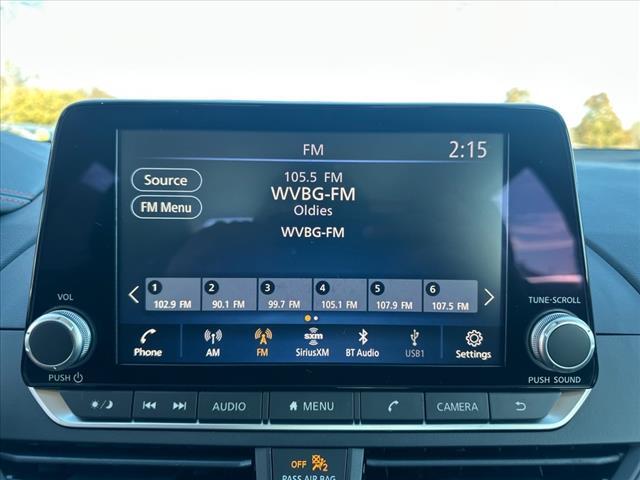 FM
2:15
Source
105.5 FM
WVBG-FM
FM Menu
Oldies
WVBG-FM
1 2 3 4 5 6
102.9 FM 90.1 FM 99.7 FM 105.1 FM 107.9 FM 107.5 FM
VOL
TUNE-SCROLL
sxm
Phone AM FM SiriusXM BT Audio USB1 Settings
PUSH
PUSH SOUND
AUDIO MENU CAMERA
OFF 2
PASS AIR BAG